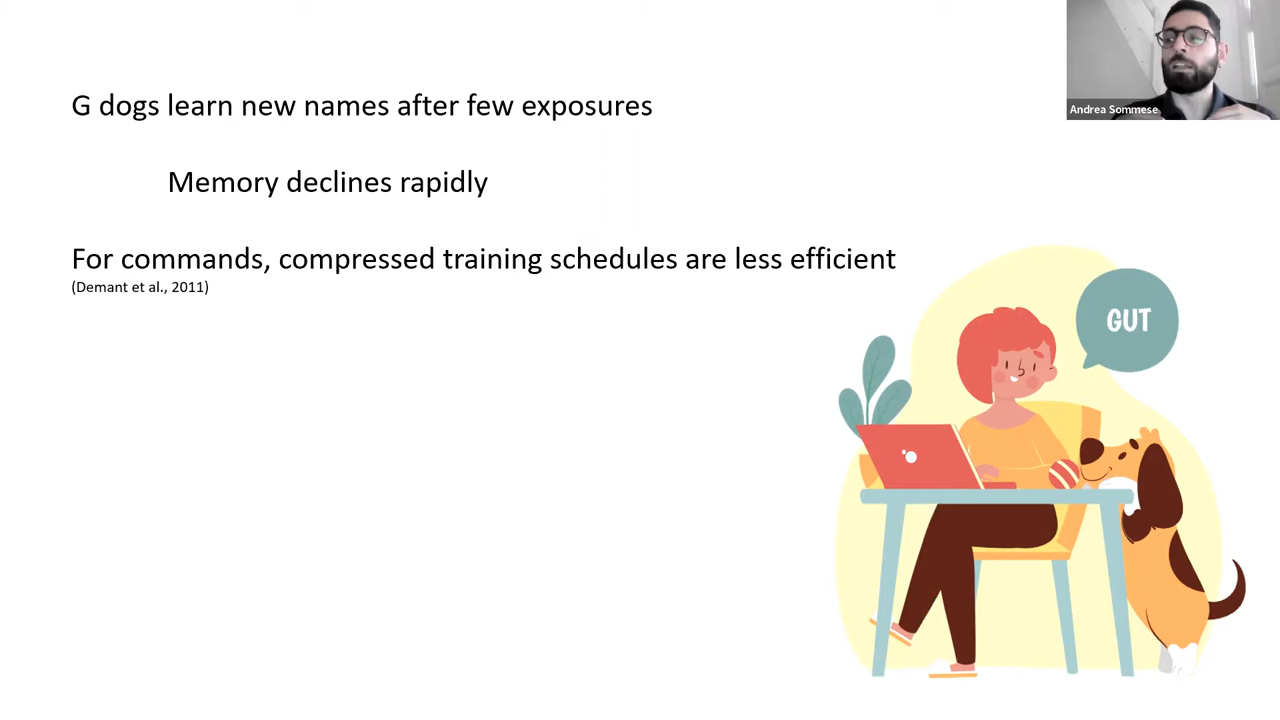 G dogs learn new names after few exposures
Andrea Sommese
Memory declines rapidly
For commands, compressed training schedules are less efficient
(Demant et al., 2011)
GUT